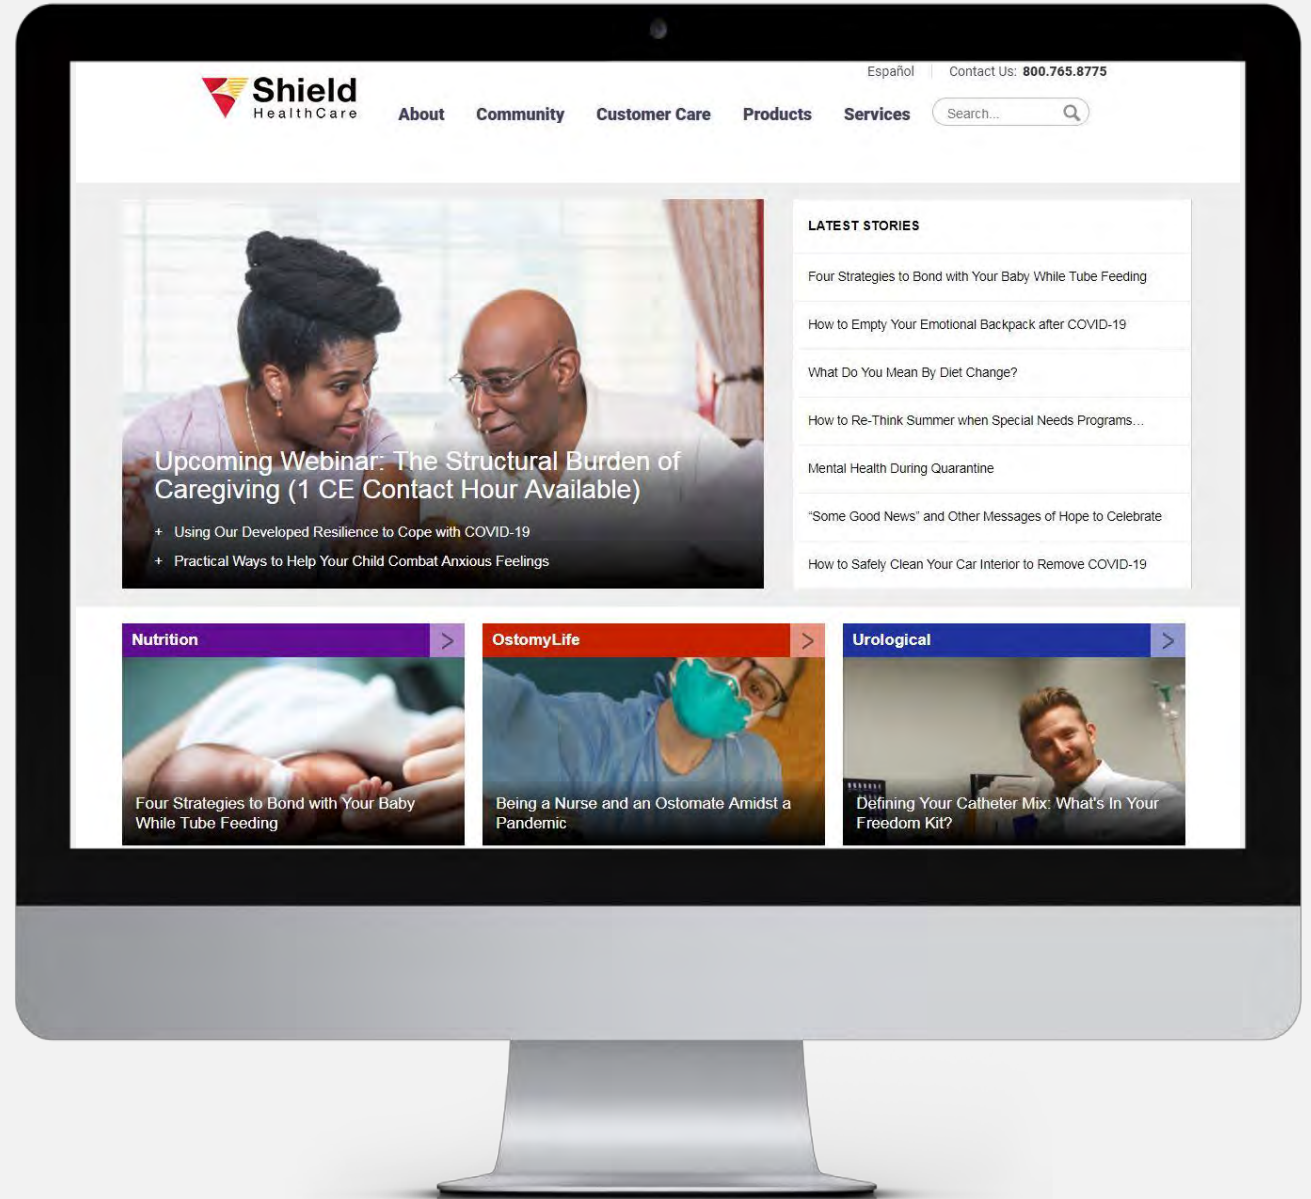 Español
Contact Us: 800.765.8775
Shield
HealthCare
About
Community
Customer Care
Products
Services
Search...
Upcoming Webinar: The Structural Burden of
Caregiving (1 CE Contact Hour Available)
+ Using Our Developed Resilience to Cope with COVID-19
+ Practical Ways to Help Your Child Combat Anxious Feelings
LATEST STORIES
Four Strategies to Bond with Your Baby While Tube Feeding
How to Empty Your Emotional Backpack after COVID-19
What Do You Mean By Diet Change?
How to Re-Think Summer when Special Needs Programs...
Mental Health During Quarantine
“Some Good News” and Other Messages of Hope to Celebrate
How to Safely Clean Your Car Interior to Remove COVID-19
Nutrition
>
Four Strategies to Bond with Your Baby
While Tube Feeding
OstomyLife
>
Being a Nurse and an Ostomate Amidst a
Pandemic
Urological
>
Defining Your Catheter Mix: What's In Your
Freedom Kit?